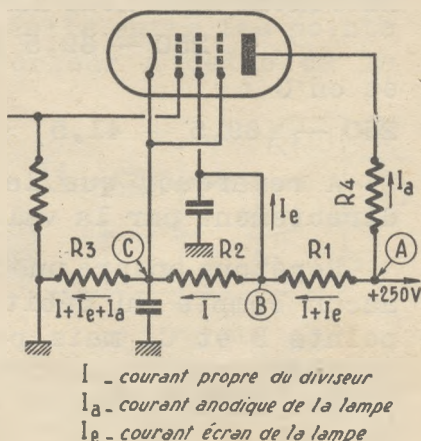 Ia
R4
Ie
C
A
R3
R2
R1
B
+250V
I+Ie+Ia
I
I+Ie
I - courant propre du diviseur
Ia - courant anodique de la lampe
Ie - courant écran de la lampe